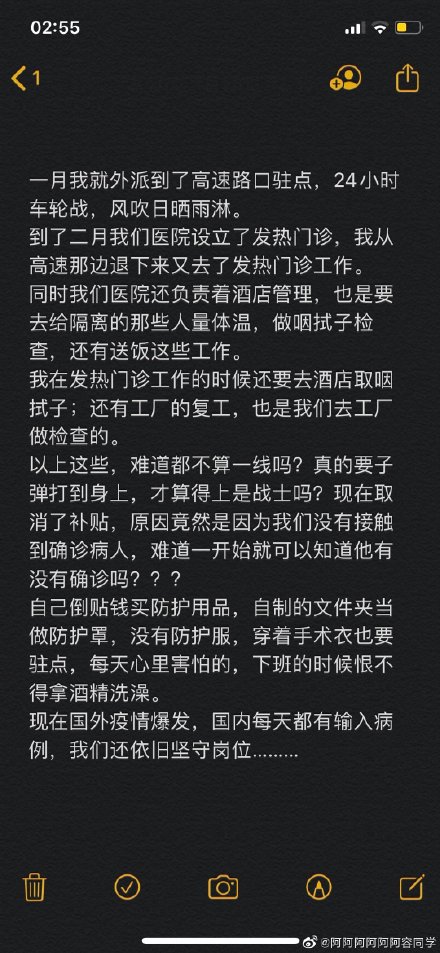 02:55
1
一月我就外派到了高速路口驻点，24小时
车轮战，风吹日晒雨淋。
到了二月我们医院设立了发热门诊，我从
高速那边退下来又去了发热门诊工作。
同时我们医院还负责着酒店管理，也是要
去给隔离的那些人量体温，做咽拭子检
查，还有送饭这些工作。
我在发热门诊工作的时候还要去酒店取咽
拭子；还有工厂的复工，也是我们去工厂
做检查的。
以上这些，难道都不算一线吗？真的要子
弹打到身上，才算得上是战士吗？现在取
消了补贴，原因竟然是因为我们没有接触
到确诊病人，难道一开始就可以知道他有
没有确诊吗？？？
自己倒贴钱买防护用品，自制的文件夹当
做防护罩，没有防护服，穿着手术衣也要
驻点，每天心里害怕的，下班的时候恨不
得拿酒精洗澡。
现在国外疫情爆发，国内每天都有输入病
例，我们还依旧坚守岗位………
@阿阿阿阿阿阿容同学